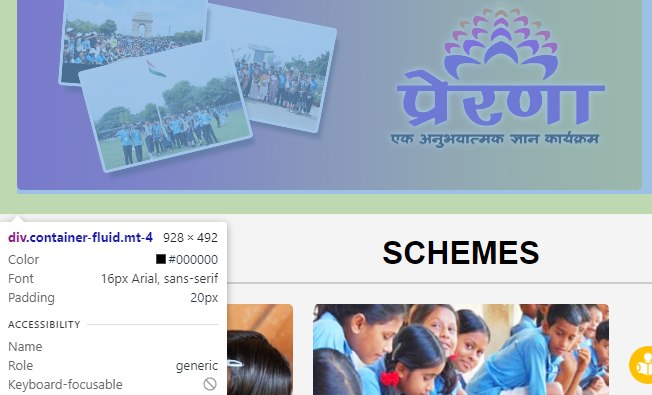 प्रेरणा
एक अनुभवात्मक ज्ञान कार्यक्रम
div.container-fluid.mt-4 928 × 492
Color #000000
Font 16px Arial, sans-serif
Padding 20px
ACCESSIBILITY
Name
Role generic
Keyboard-focusable
SCHEMES